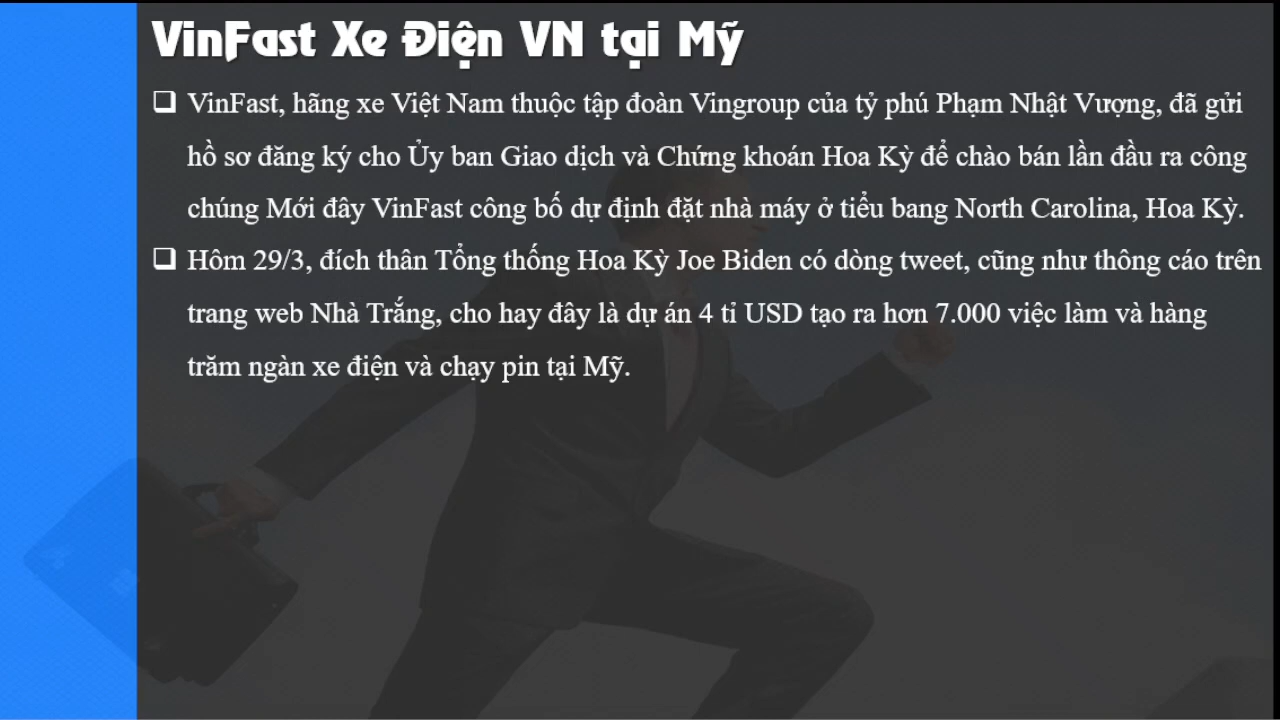 VinFast Xe Điện VN tại Mỹ
❑ VinFast, hãng xe Việt Nam thuộc tập đoàn Vingroup của tỷ phú Phạm Nhật Vượng, đã gửi
hồ sơ đăng ký cho Ủy ban Giao dịch và Chứng khoán Hoa Kỳ để chào bán lần đầu ra công
chúng Mới đây VinFast công bố dự định đặt nhà máy ở tiểu bang North Carolina, Hoa Kỳ.
❑ Hôm 29/3, đích thân Tổng thống Hoa Kỳ Joe Biden có dòng tweet, cũng như thông cáo trên
trang web Nhà Trắng, cho hay đây là dự án 4 tỉ USD tạo ra hơn 7.000 việc làm và hàng
trăm ngàn xe điện và chạy pin tại Mỹ.